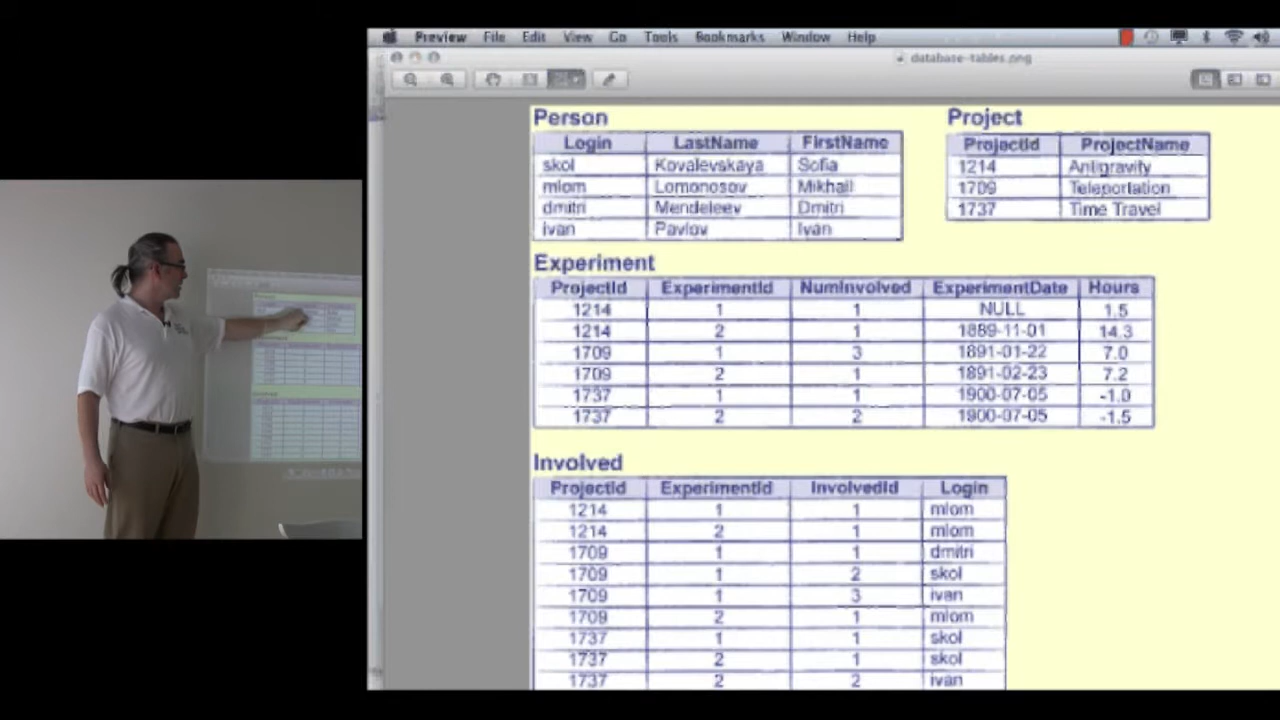 Preview File Edit View Go Tools Bookmarks Window Help
database-tables.png
Person
Login LastName FirstName
skol Kovalevskaya Sofia
mlom Lomonosov Mikhail
dmitri Mendeleev Dmitri
ivan Pavlov Ivan
Project
ProjectId ProjectName
1214 Antigravity
1709 Teleportation
1737 Time Travel
Experiment
ProjectId ExperimentId NumInvolved ExperimentDate Hours
1214 1 1 NULL 1.5
1214 2 1 1889-11-01 14.3
1709 1 3 1891-01-22 7.0
1709 2 1 1891-02-23 7.2
1737 1 1 1900-07-05 -1.0
1737 2 2 1900-07-05 -1.5
Involved
ProjectId ExperimentId InvolvedId Login
1214 1 1 mlom
1214 2 1 mlom
1709 1 1 dmitri
1709 1 2 skol
1709 1 3 ivan
1709 2 1 mlom
1737 1 1 skol
1737 2 1 skol
1737 2 2 ivan